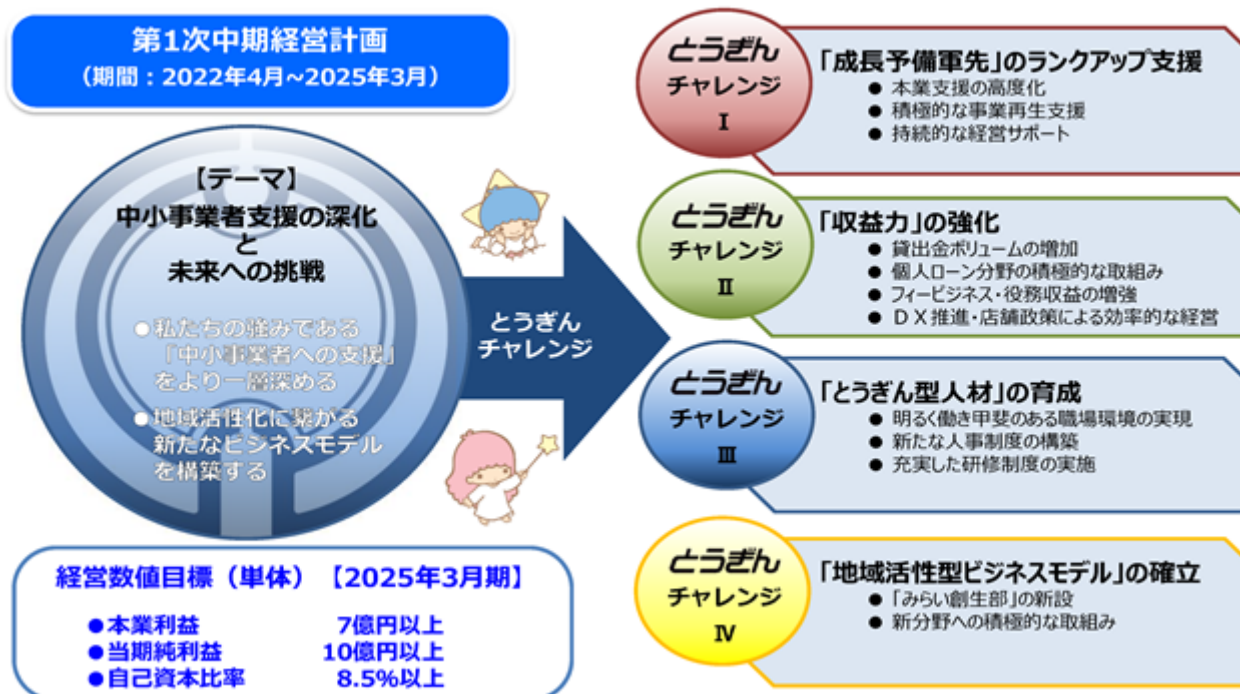 第1次中期経営計画
（期間：2022年4月~2025年3月）
【テーマ】
中小事業者支援の深化
と
未来への挑戦
●私たちの強みである
「中小事業者への支援」
をより一層深める
●地域活性化に繋がる
新たなビジネスモデル
を構築する
とうぎん
チャレンジ
経営数値目標（単体）【2025年3月期】
●本業利益 7億円以上
●当期純利益 10億円以上
●自己資本比率 8.5%以上
とうぎん
チャレンジ
Ⅰ
「成長予備軍先」のランクアップ支援
● 本業支援の高度化
● 積極的な事業再生支援
● 持続的な経営サポート
とうぎん
チャレンジ
Ⅱ
「収益力」の強化
● 貸出金ボリュームの増加
● 個人ローン分野の積極的な取組み
● フィービジネス・役務収益の増強
● ＤＸ推進・店舗政策による効率的な経営
とうぎん
チャレンジ
Ⅲ
「とうぎん型人材」の育成
● 明るく働き甲斐のある職場環境の実現
● 新たな人事制度の構築
● 充実した研修制度の実施
とうぎん
チャレンジ
Ⅳ
「地域活性型ビジネスモデル」の確立
● 「みらい創生部」の新設
● 新分野への積極的な取組み